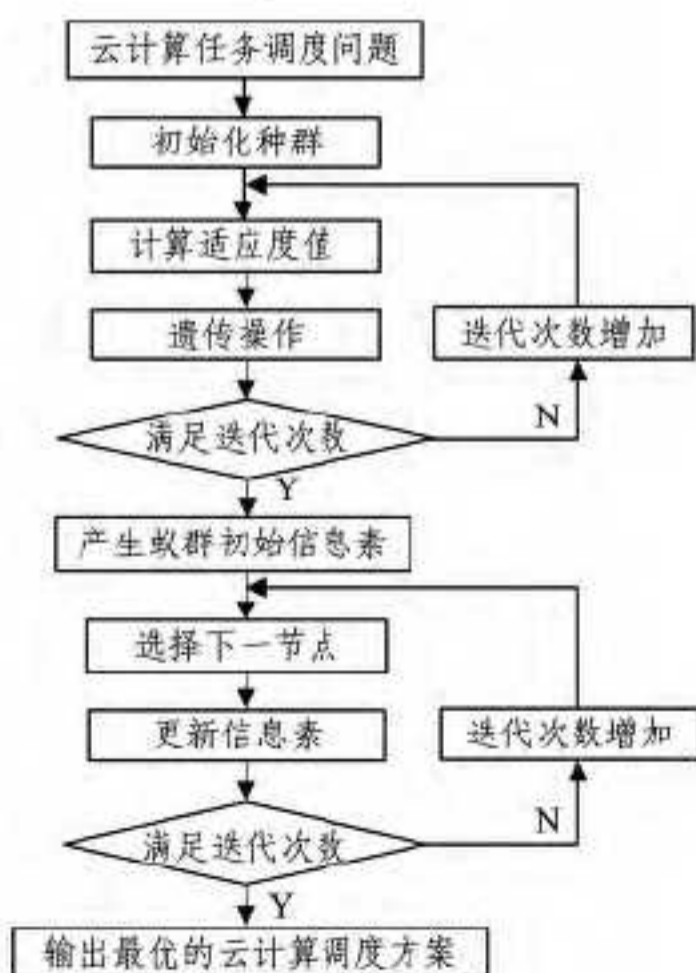 云计算任务调度问题
初始化种群
计算适应度值
遗传操作
迭代次数增加
满足迭代次数
N
Y
产生蚁群初始信息素
选择下一节点
更新信息素
迭代次数增加
满足迭代次数
N
Y
输出最优的云计算调度方案